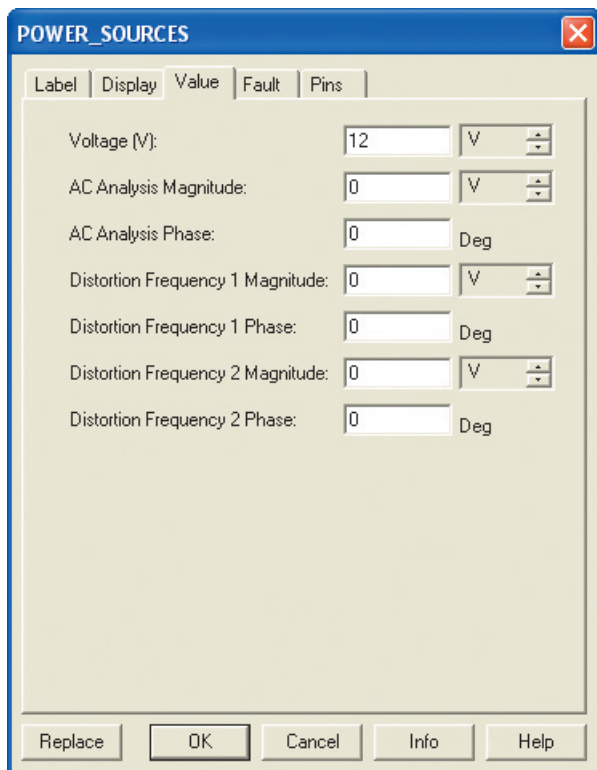 POWER_SOURCES
Label Display Value Fault Pins
Voltage (V): 12 V
AC Analysis Magnitude: 0 V
AC Analysis Phase: 0 Deg
Distortion Frequency 1 Magnitude: 0 V
Distortion Frequency 1 Phase: 0 Deg
Distortion Frequency 2 Magnitude: 0 V
Distortion Frequency 2 Phase: 0 Deg
Replace OK Cancel Info Help